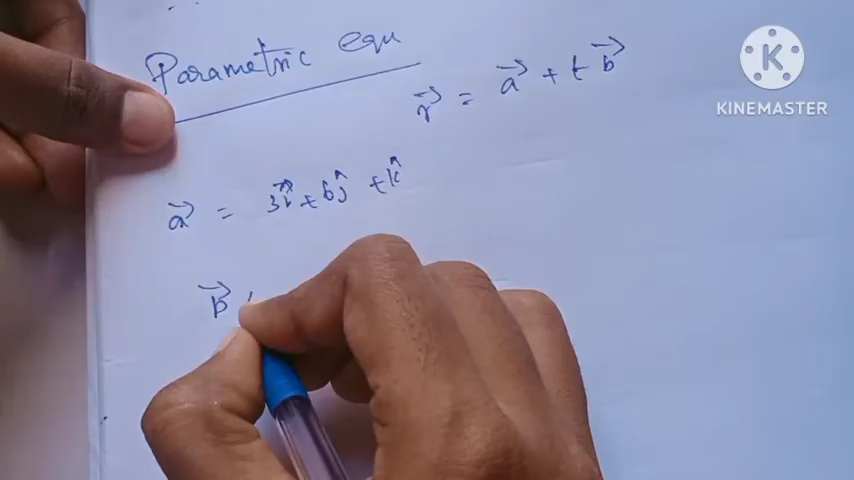 Parametric equ
r⃗ = a⃗ + t b⃗
a⃗ = 3î + 6ĵ + k̂
b⃗
K
KINEMASTER